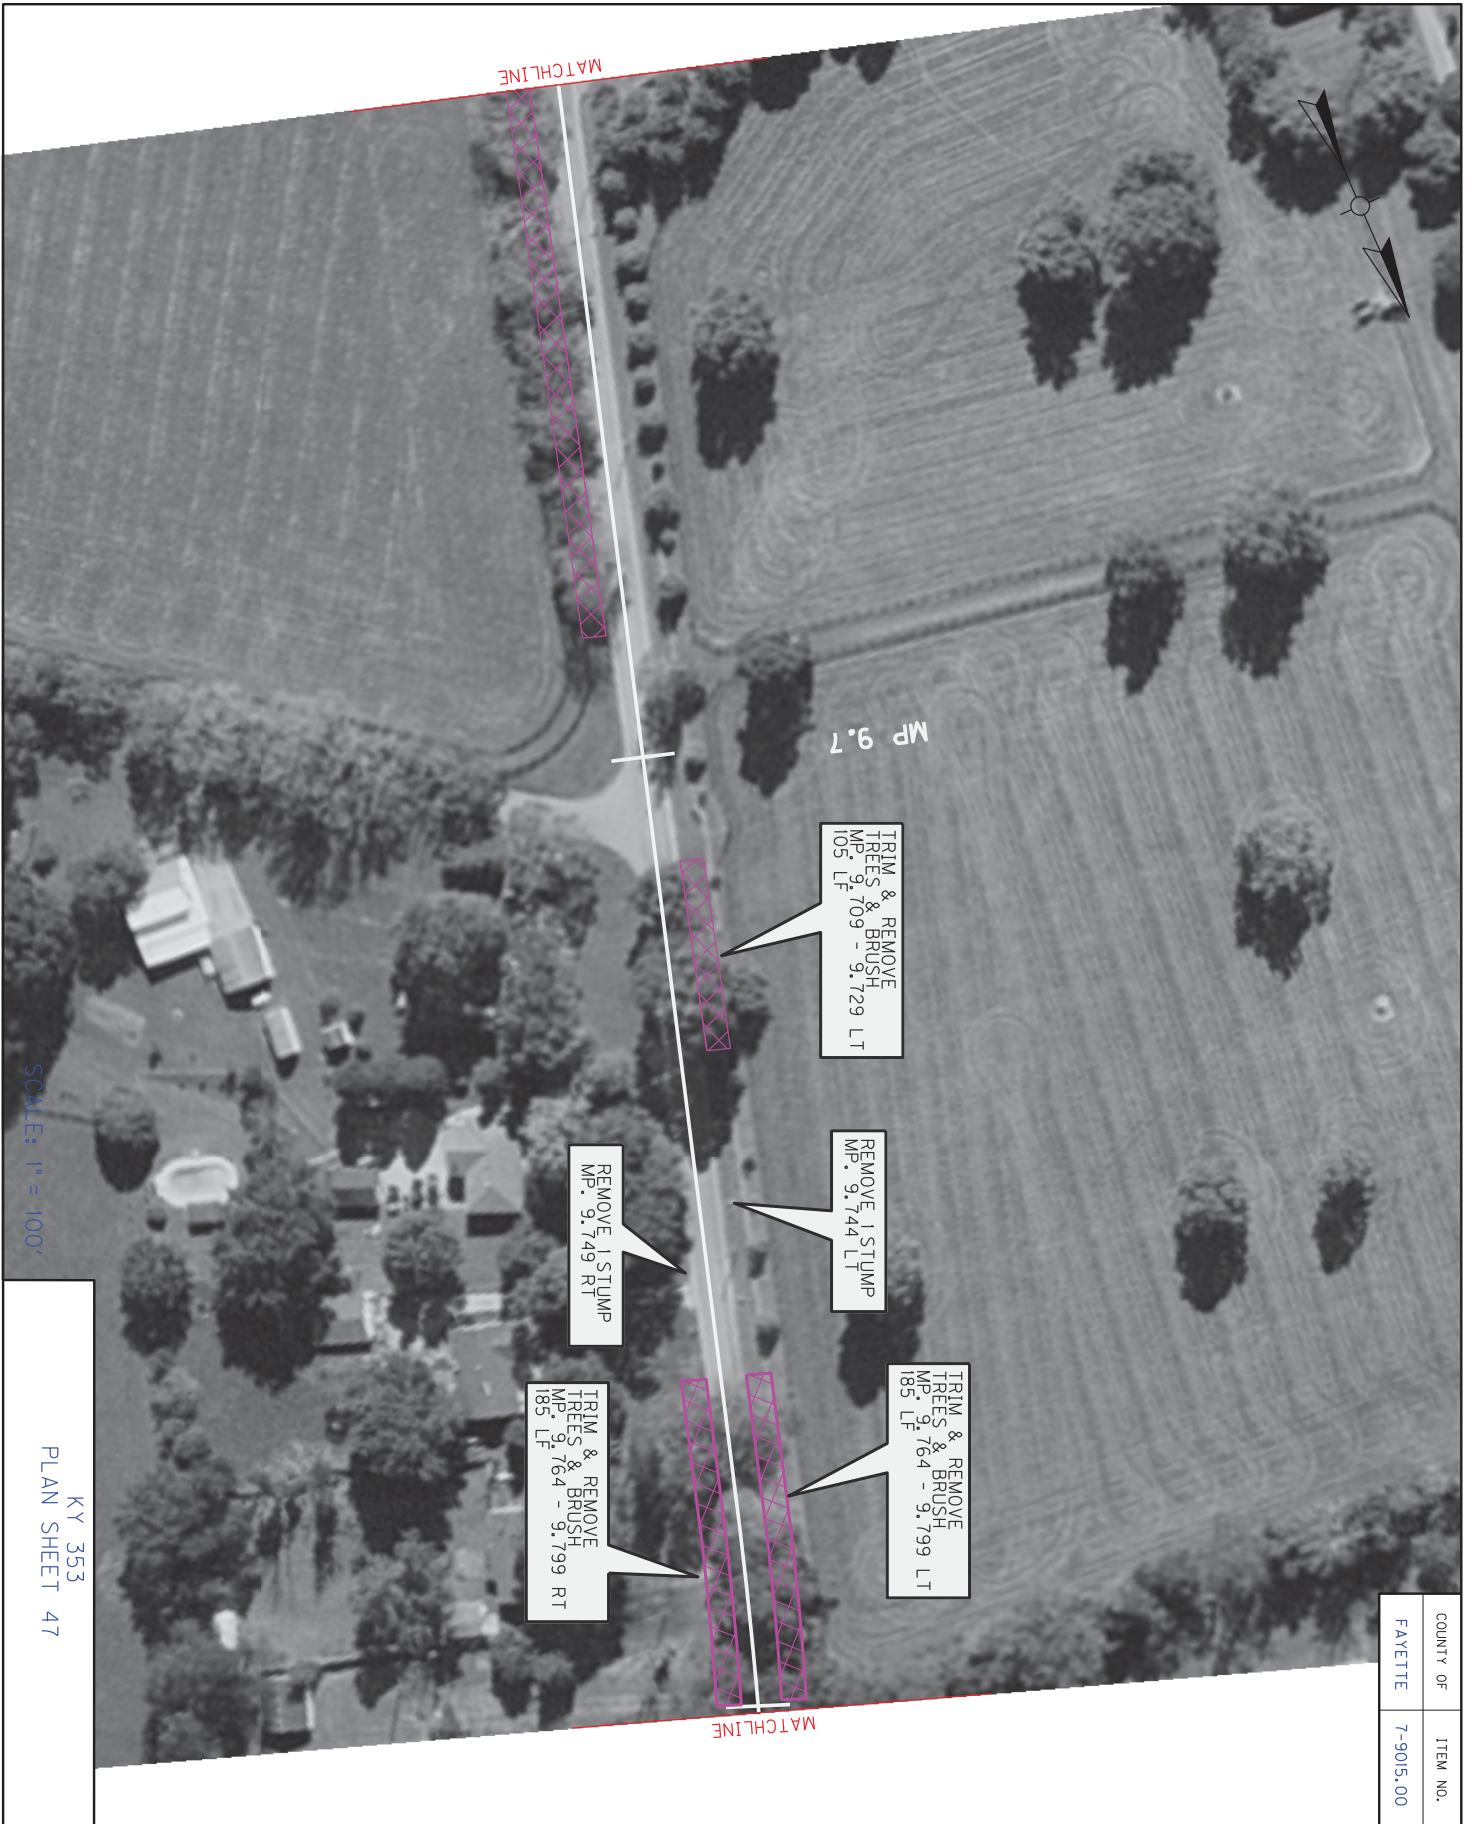 COUNTY OF
ITEM NO.
FAYETTE
7-9015.00
MATCHLINE
MP 9.7
TRIM & REMOVE
TREES & BRUSH
MP. 9.709 - 9.729 LT
105 LF
REMOVE 1 STUMP
MP. 9.744 LT
TRIM & REMOVE
TREES & BRUSH
MP. 9.764 - 9.799 LT
185 LF
REMOVE 1 STUMP
MP. 9.749 RT
TRIM & REMOVE
TREES & BRUSH
MP. 9.764 - 9.799 RT
185 LF
MATCHLINE
SCALE: 1" = 100'
KY 353
PLAN SHEET 47